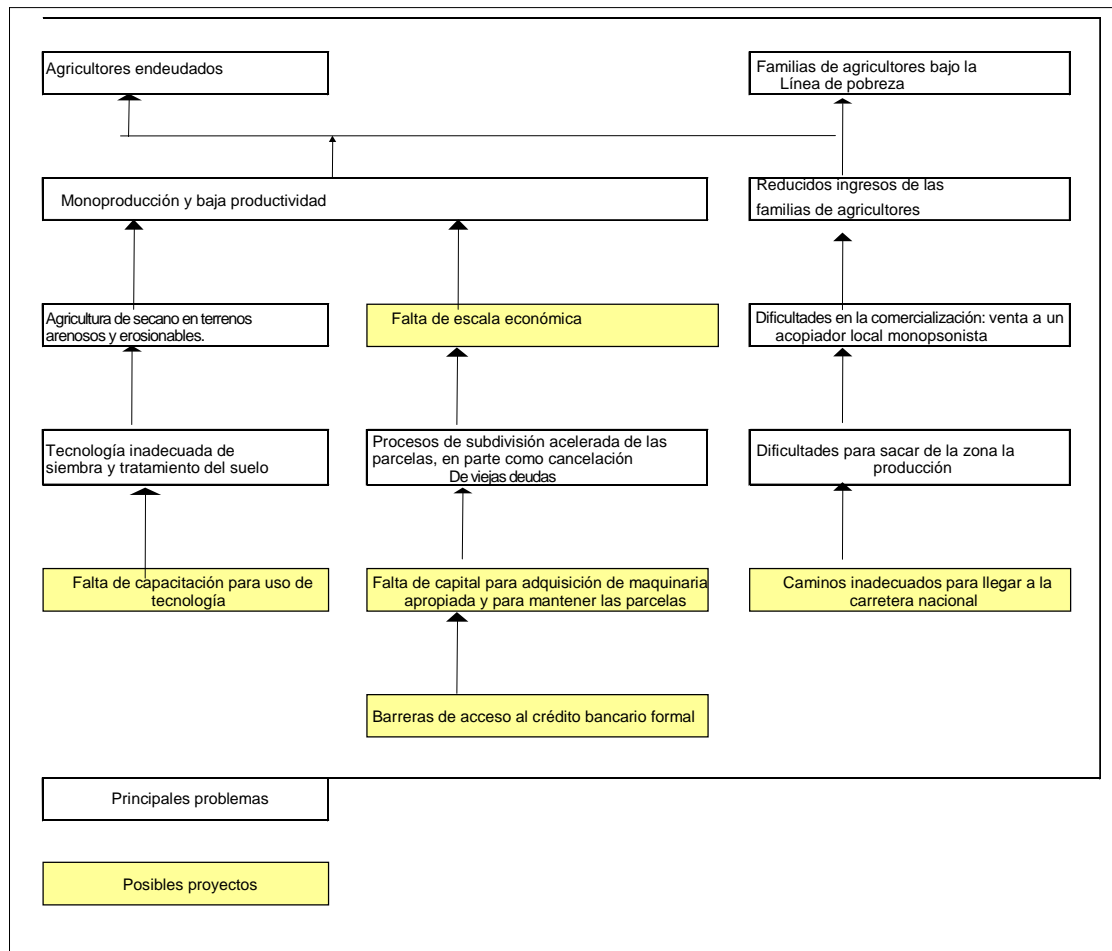 Agricultores endeudados
Familias de agricultores bajo la
Línea de pobreza
Monoproducción y baja productividad
Reducidos ingresos de las
familias de agricultores
Agricultura de secano en terrenos
arenosos y erosionables.
Falta de escala económica
Dificultades en la comercialización: venta a un
acopiador local monopsonista
Tecnología inadecuada de
siembra y tratamiento del suelo
Procesos de subdivisión acelerada de las
parcelas, en parte como cancelación
De viejas deudas
Dificultades para sacar de la zona la
producción
Falta de capacitación para uso de
tecnología
Falta de capital para adquisición de maquinaria
apropiada y para mantener las parcelas
Caminos inadecuados para llegar a la
carretera nacional
Barreras de acceso al crédito bancario formal
Principales problemas
Posibles proyectos